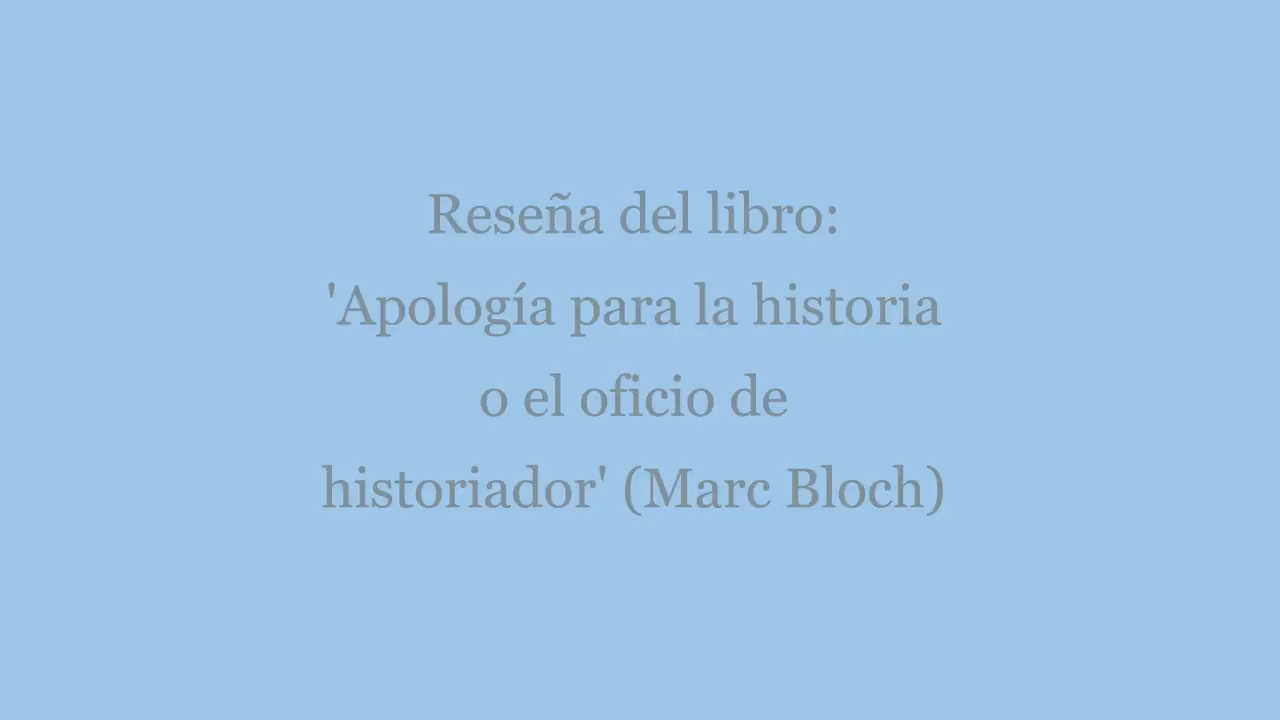 Reseña del libro:
'Apología para la historia
o el oficio de
historiador' (Marc Bloch)